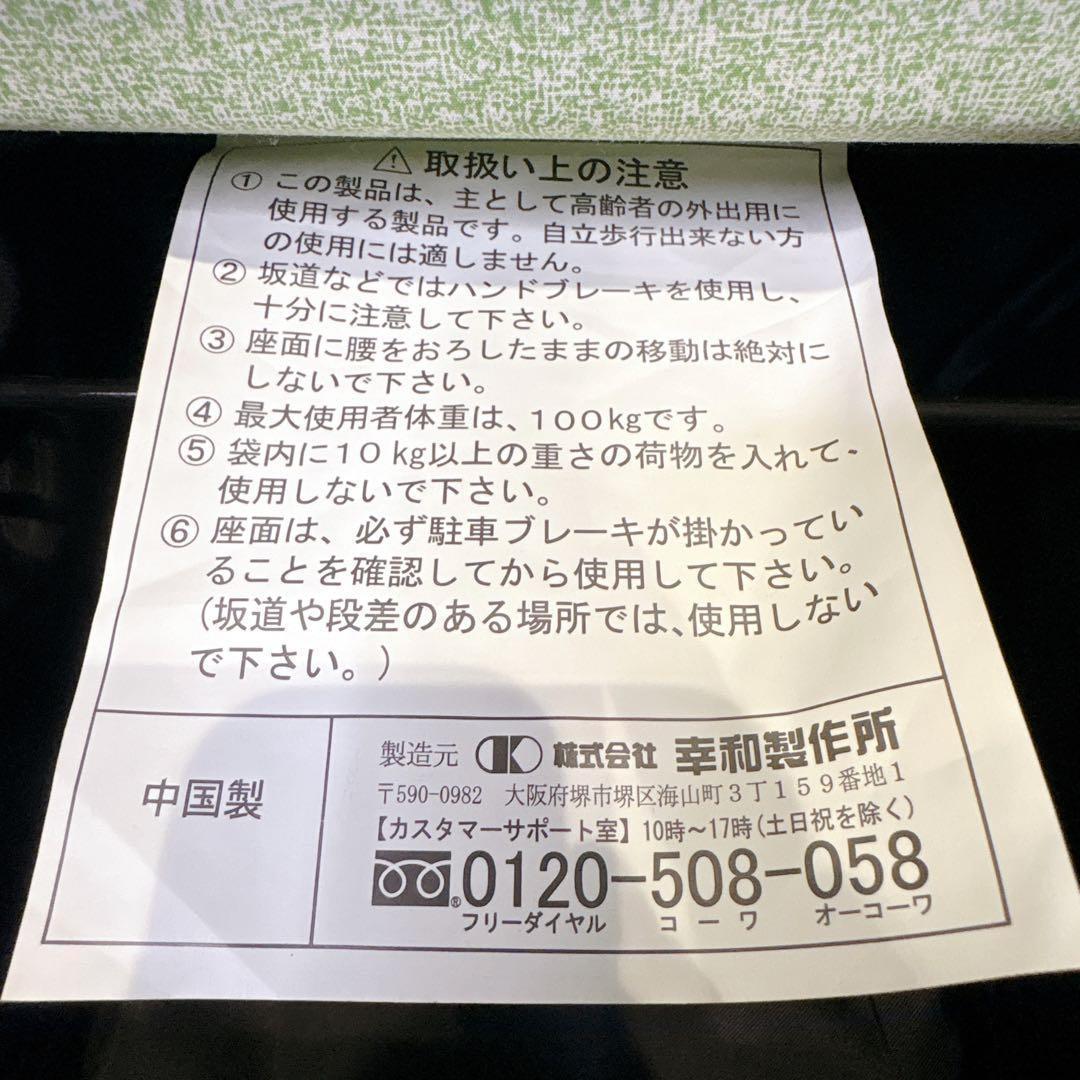 ⚠ 取扱い上の注意
① この製品は、主として高齢者の外出用に
使用する製品です。自立歩行出来ない方
の使用には適しません。
② 坂道などではハンドブレーキを使用し、
十分に注意して下さい。
③ 座面に腰をおろしたままの移動は絶対に
しないで下さい。
④ 最大使用者体重は、100kgです。
⑤ 袋内に10kg以上の重さの荷物を入れて、
使用しないで下さい。
⑥ 座面は、必ず駐車ブレーキが掛かってい
ることを確認してから使用して下さい。
(坂道や段差のある場所では、使用しない
で下さい。)
中国製
製造元 株式会社 幸和製作所
〒590-0982 大阪府堺市堺区海山町3丁159番地1
【カスタマーサポート室】10時～17時(土日祝を除く)
®0120-508-058
フリーダイヤル コーワ オーコーワ